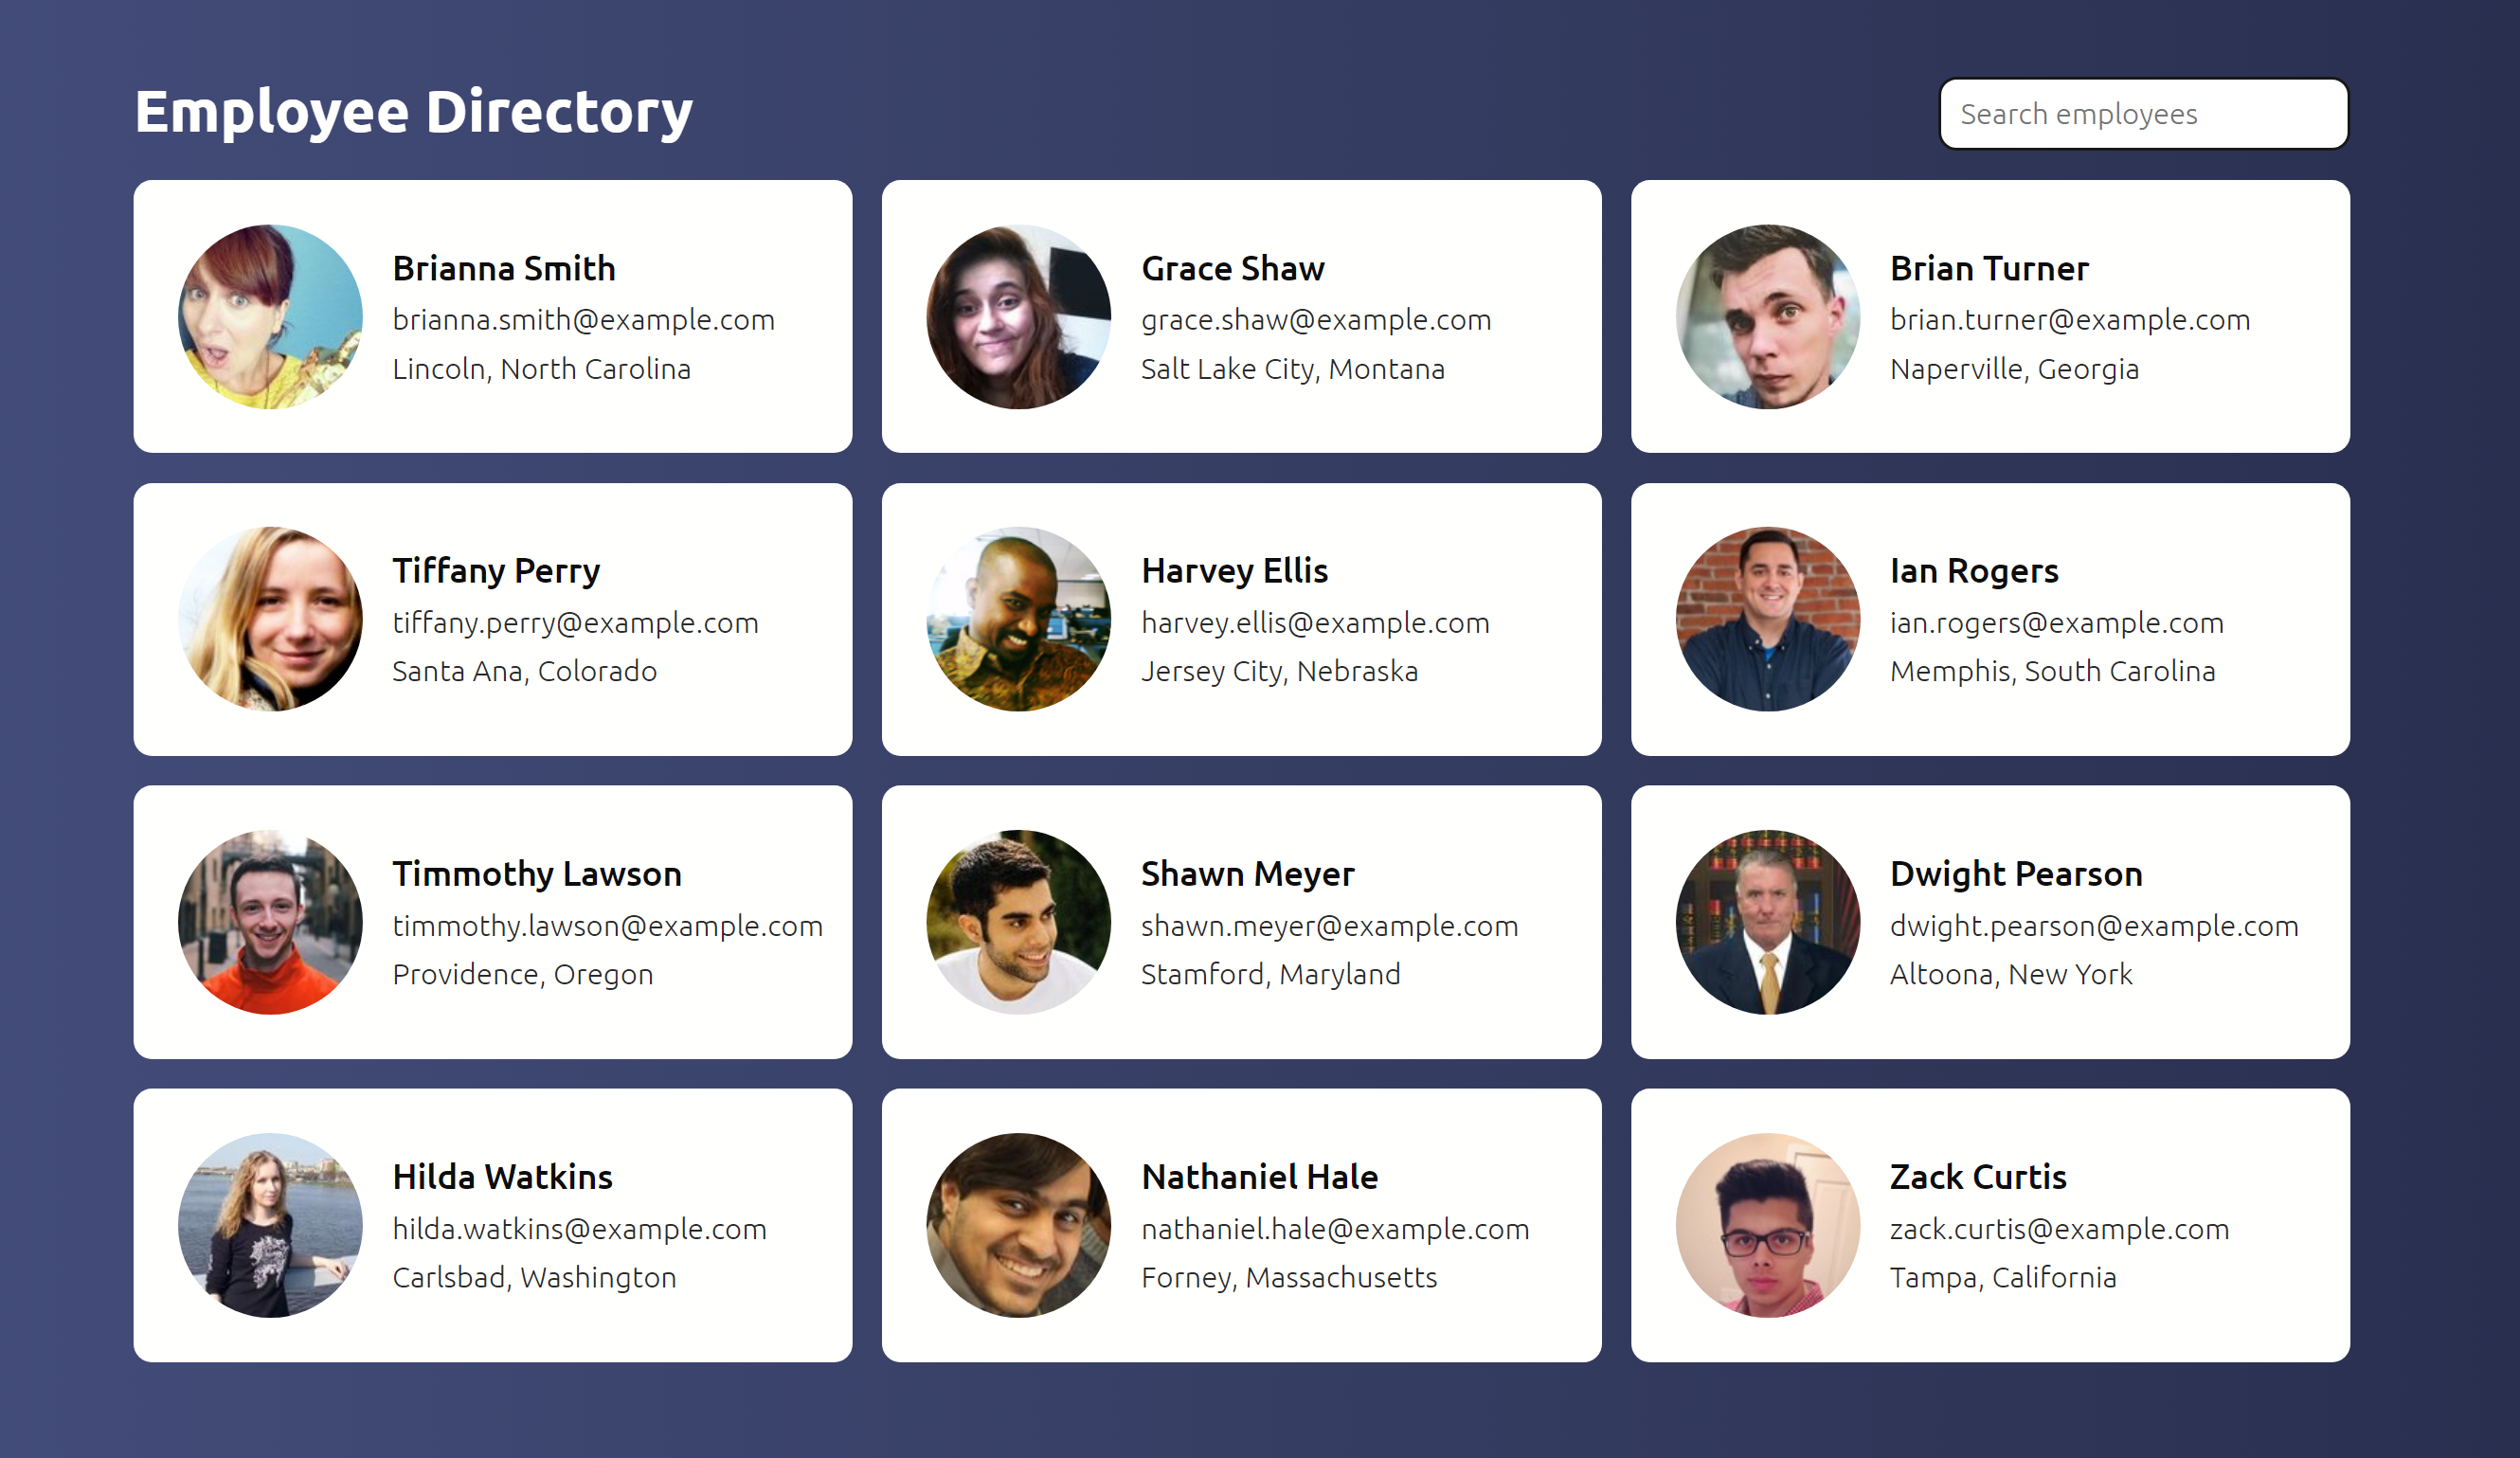 Employee Directory
Search employees
Brianna Smith
brianna.smith@example.com
Lincoln, North Carolina
Grace Shaw
grace.shaw@example.com
Salt Lake City, Montana
Brian Turner
brian.turner@example.com
Naperville, Georgia
Tiffany Perry
tiffany.perry@example.com
Santa Ana, Colorado
Harvey Ellis
harvey.ellis@example.com
Jersey City, Nebraska
Ian Rogers
ian.rogers@example.com
Memphis, South Carolina
Timmothy Lawson
timmothy.lawson@example.com
Providence, Oregon
Shawn Meyer
shawn.meyer@example.com
Stamford, Maryland
Dwight Pearson
dwight.pearson@example.com
Altoona, New York
Hilda Watkins
hilda.watkins@example.com
Carlsbad, Washington
Nathaniel Hale
nathaniel.hale@example.com
Forney, Massachusetts
Zack Curtis
zack.curtis@example.com
Tampa, California